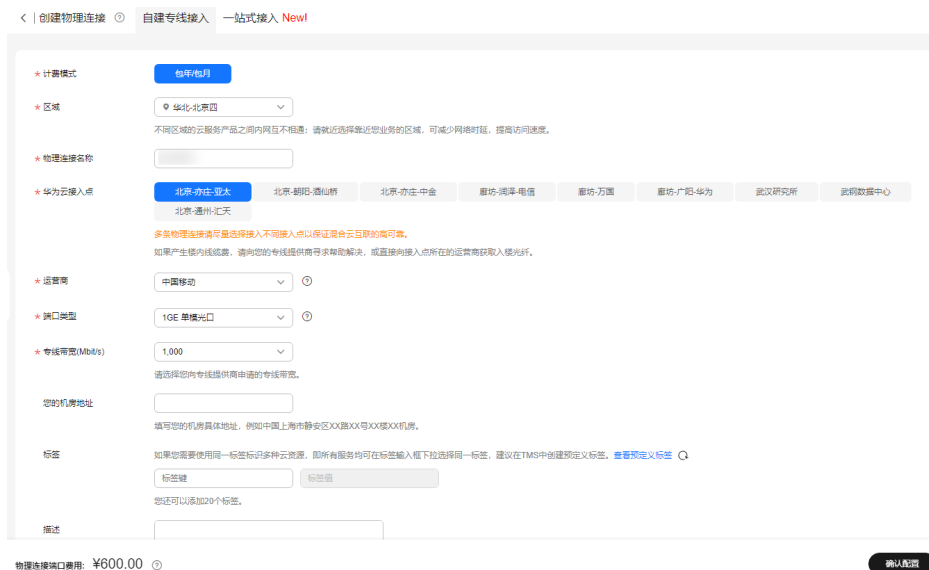 创建物理连接 自建专线接入 一站式接入 New!
* 计费模式 包年/包月
* 区域 华北-北京四
不同区域的云服务产品之间内网互不相通；请就近选择靠近您业务的区域，可减少网络时延，提高访问速度。
* 物理连接名称
* 华为云接入点 北京-亦庄-亚太 北京-朝阳-酒仙桥 北京-亦庄-中金 廊坊-润泽-电信 廊坊-万国 廊坊-广阳-华为 武汉研究所 武钢数据中心
北京-通州-汇天
多条物理连接请尽量选择接入不同接入点以保证混合云互联的高可靠。
如果产生楼内线缆费，请向您的专线提供商寻求帮助解决，或直接向接入点所在的运营商获取入楼光纤。
* 运营商 中国移动
* 端口类型 1GE 单模光口
* 专线带宽(Mbit/s) 1,000
请选择您向专线提供商申请的专线带宽。
您的机房地址
填写您的机房具体地址，例如中国上海市静安区XX路XX号XX楼XX机房。
标签 如果您需要使用同一标签标识多种云资源，即所有服务均可在标签输入框下拉选择同一标签，建议在TMS中创建预定义标签。查看预定义标签
标签键 标签值
您还可以添加20个标签。
描述
物理连接端口费用: ¥600.00 确认配置